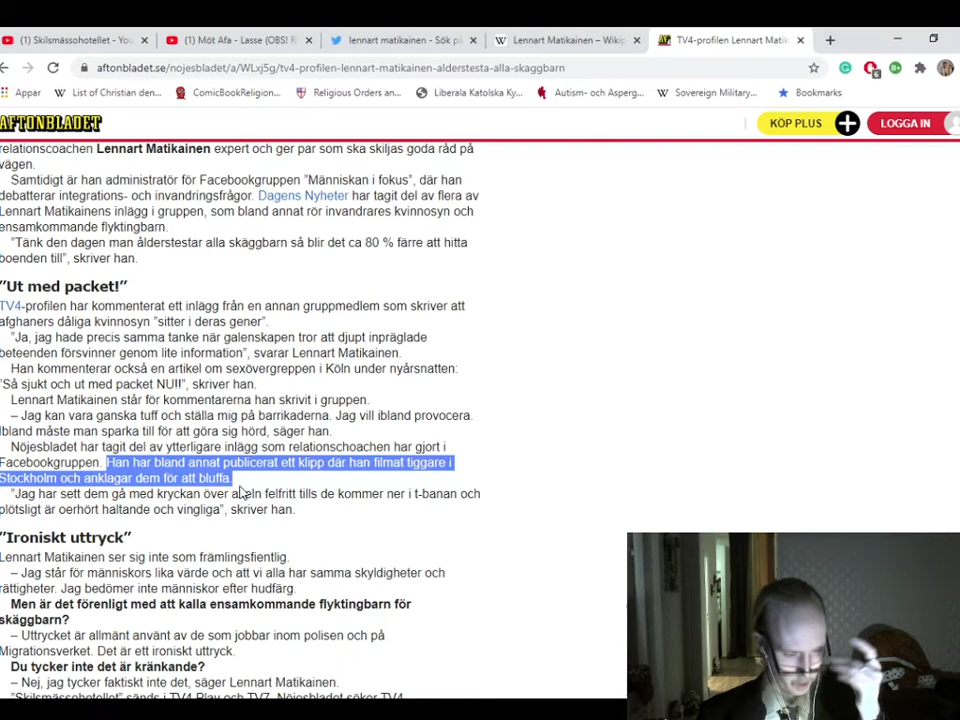 Skilsmässohotellet - You
Möt Afa - Lasse (OBS! R
lennart matikainen - Sök p
Lennart Matikainen – Wikip
TV4-profilen Lennart Matik
aftonbladet.se/nojesbladet/a/WLxj5g/tv4-profilen-lennart-matikainen-alderstesta-alla-skaggbarn
Appar
List of Christian den...
ComicBookReligion...
Religious Orders an...
Liberala Katolska Ky...
Autism- och Asperg...
Sovereign Military...
Bookmarks
AFTONBLADET
KÖP PLUS
LOGGA IN
relationscoachen Lennart Matikainen expert och ger par som ska skiljas goda råd på
vägen.
Samtidigt är han administratör för Facebookgruppen ”Människan i fokus”, där han
debatterar integrations- och invandringsfrågor. Dagens Nyheter har tagit del av flera av
Lennart Matikainens inlägg i gruppen, som bland annat rör invandrares kvinnosyn och
ensamkommande flyktingbarn.
”Tänk den dagen man ålderstestar alla skäggbarn så blir det ca 80 % färre att hitta
boenden till”, skriver han.
”Ut med packet!”
TV4-profilen har kommenterat ett inlägg från en annan gruppmedlem som skriver att
afghaners dåliga kvinnosyn ”sitter i deras gener”.
”Ja, jag hade precis samma tanke när galenskapen tror att djupt inpräglade
beteenden försvinner genom lite information”, svarar Lennart Matikainen.
Han kommenterar också en artikel om sexövergreppen i Köln under nyårsnatten:
”Så sjukt och ut med packet NU!!”, skriver han.
Lennart Matikainen står för kommentarerna han skrivit i gruppen.
– Jag kan vara ganska tuff och ställa mig på barrikaderna. Jag vill ibland provocera.
Ibland måste man sparka till för att göra sig hörd, säger han.
Nöjesbladet har tagit del av ytterligare inlägg som relationschoachen har gjort i
Facebookgruppen. Han har bland annat publicerat ett klipp där han filmat tiggare i
Stockholm och anklagar dem för att bluffa.
”Jag har sett dem gå med kryckan över axeln felfritt tills de kommer ner i t-banan och
plötsligt är oerhört haltande och vingliga”, skriver han.
”Ironiskt uttryck”
Lennart Matikainen ser sig inte som främlingsfientlig.
– Jag står för människors lika värde och att vi alla har samma skyldigheter och
rättigheter. Jag bedömer inte människor efter hudfärg.
Men är det förenligt med att kalla ensamkommande flyktingbarn för
skäggbarn?
– Uttrycket är allmänt använt av de som jobbar inom polisen och på
Migrationsverket. Det är ett ironiskt uttryck.
Du tycker inte det är kränkande?
– Nej, jag tycker faktiskt inte det, säger Lennart Matikainen.
”Skilsmässohotellet” sänds i TV4 Play och TV7. Nöjesbladet söker TV4